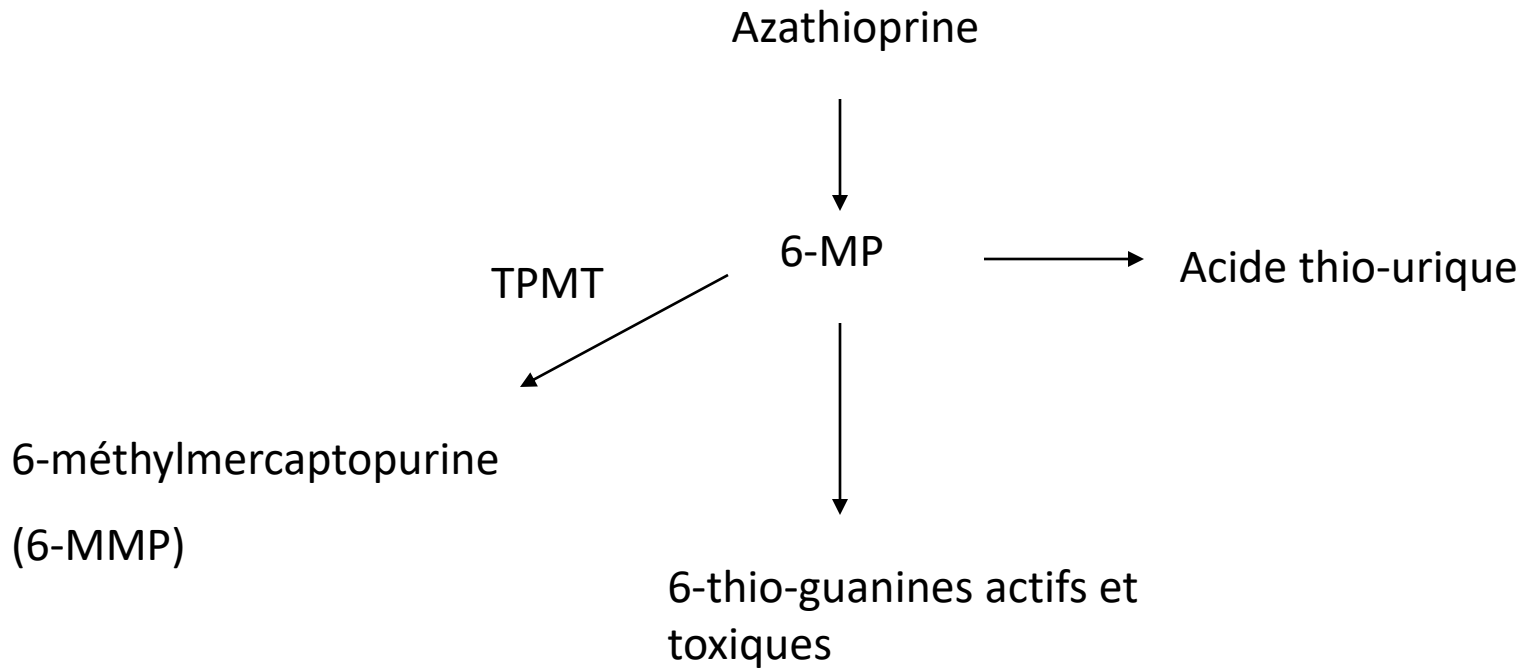 Azathioprine
6-MP
TPMT
Acide thio-urique
6-méthylmercaptopurine
(6-MMP)
6-thio-guanines actifs et
toxiques